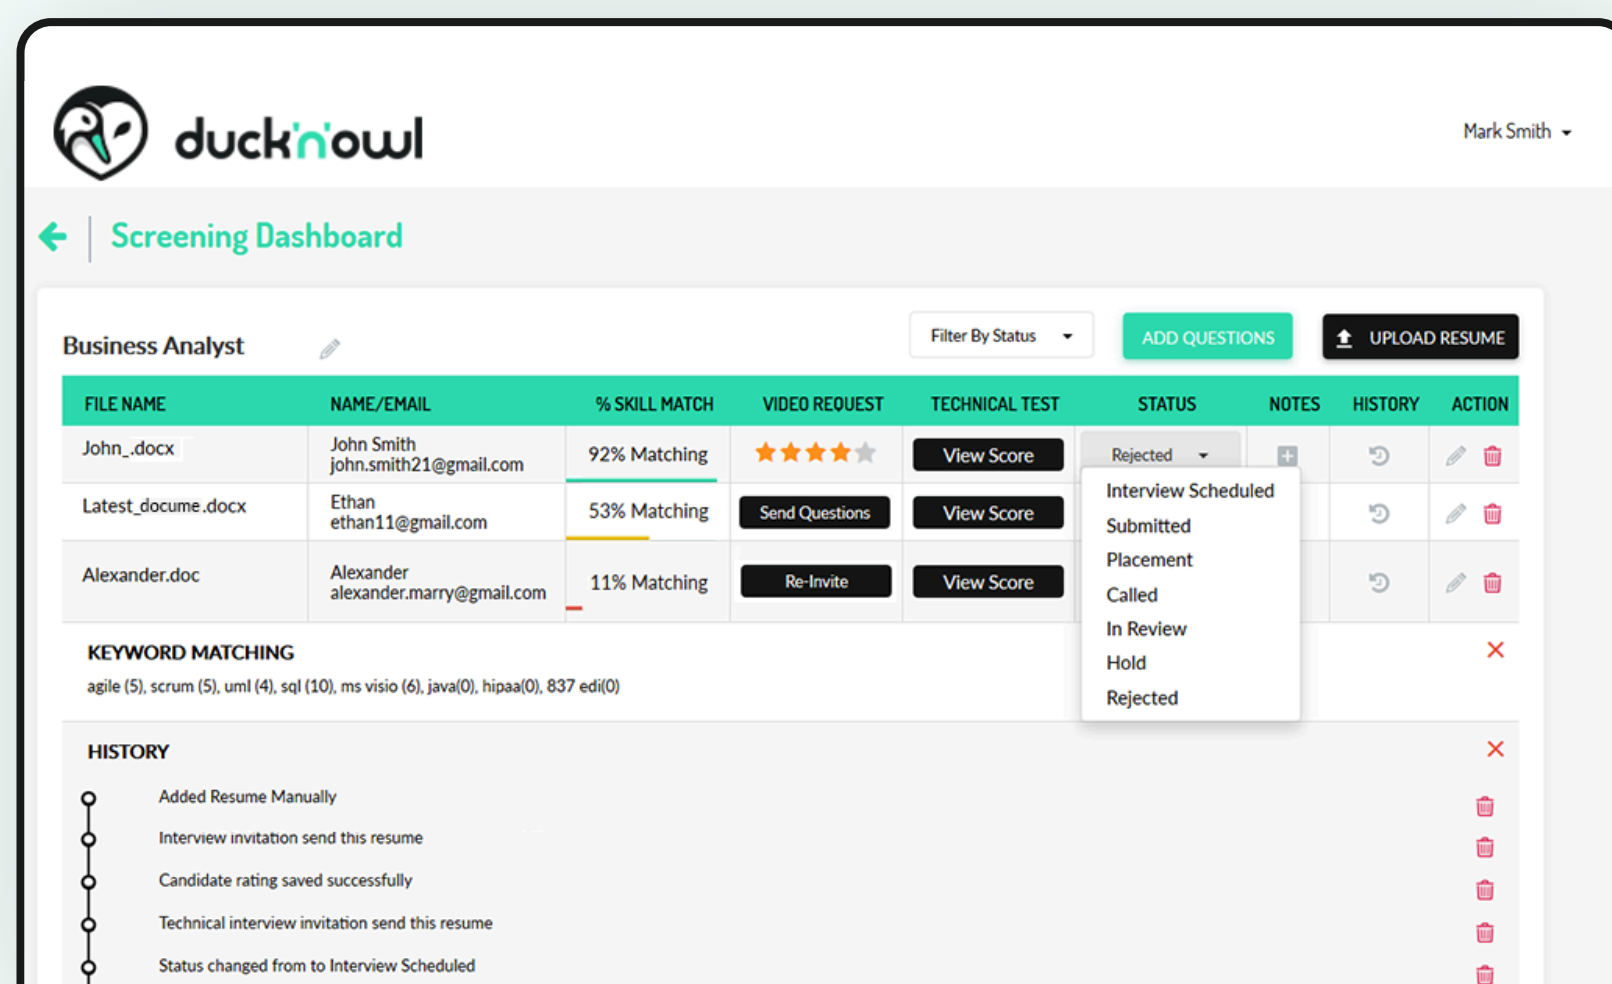 duck'n'owl
Mark Smith
Screening Dashboard
Business Analyst
Filter By Status
ADD QUESTIONS
UPLOAD RESUME
FILE NAME NAME/EMAIL % SKILL MATCH VIDEO REQUEST TECHNICAL TEST STATUS NOTES HISTORY ACTION
John_.docx
John Smith
john.smith21@gmail.com
92% Matching
View Score
Rejected
Latest_docume.docx
Ethan
ethan11@gmail.com
53% Matching
Send Questions
View Score
Alexander.doc
Alexander
alexander.marry@gmail.com
11% Matching
Re-Invite
View Score
Interview Scheduled
Submitted
Placement
Called
In Review
Hold
Rejected
KEYWORD MATCHING
agile (5), scrum (5), uml (4), sql (10), ms visio (6), java(0), hipaa(0), 837 edi(0)
HISTORY
Added Resume Manually
Interview invitation send this resume
Candidate rating saved successfully
Technical interview invitation send this resume
Status changed from to Interview Scheduled